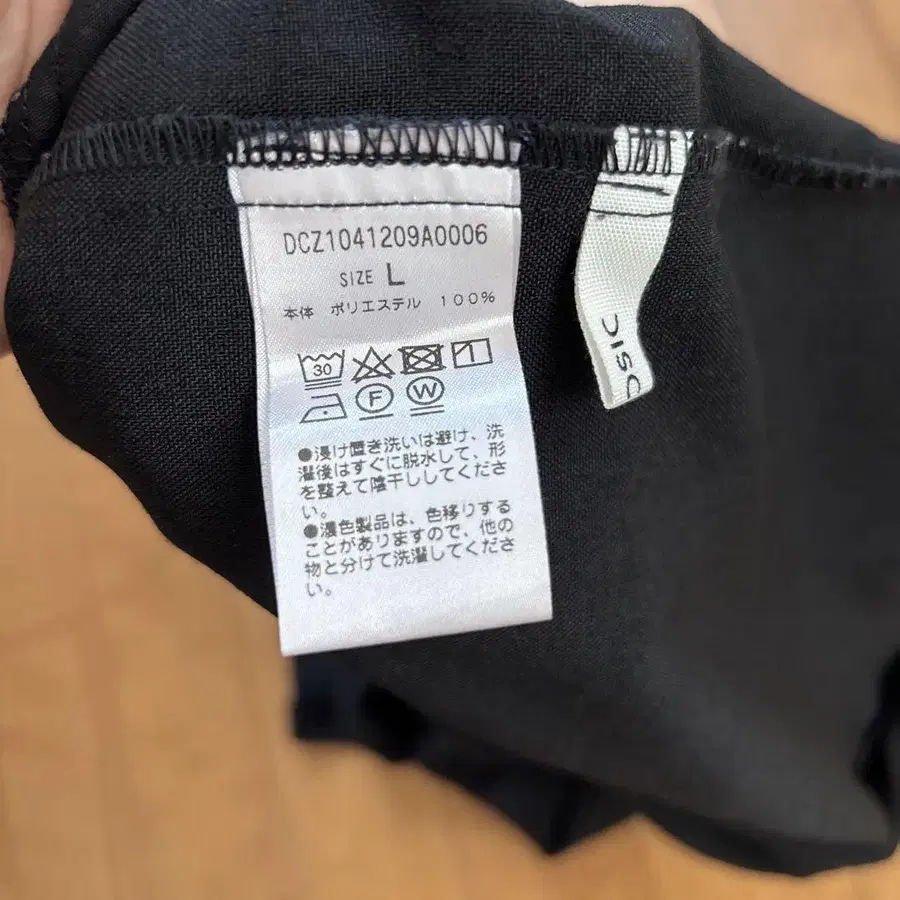 DCZ1041209A0006
SIZE L
本体 ポリエステル 100%
30
F W
●浸け置き洗いは避け、洗
濯後はすぐに脱水して、形
を整えて陰干ししてくださ
い。
●濃色製品は、色移りする
ことがありますので、他の
物と分けて洗濯してくださ
い。
DISC